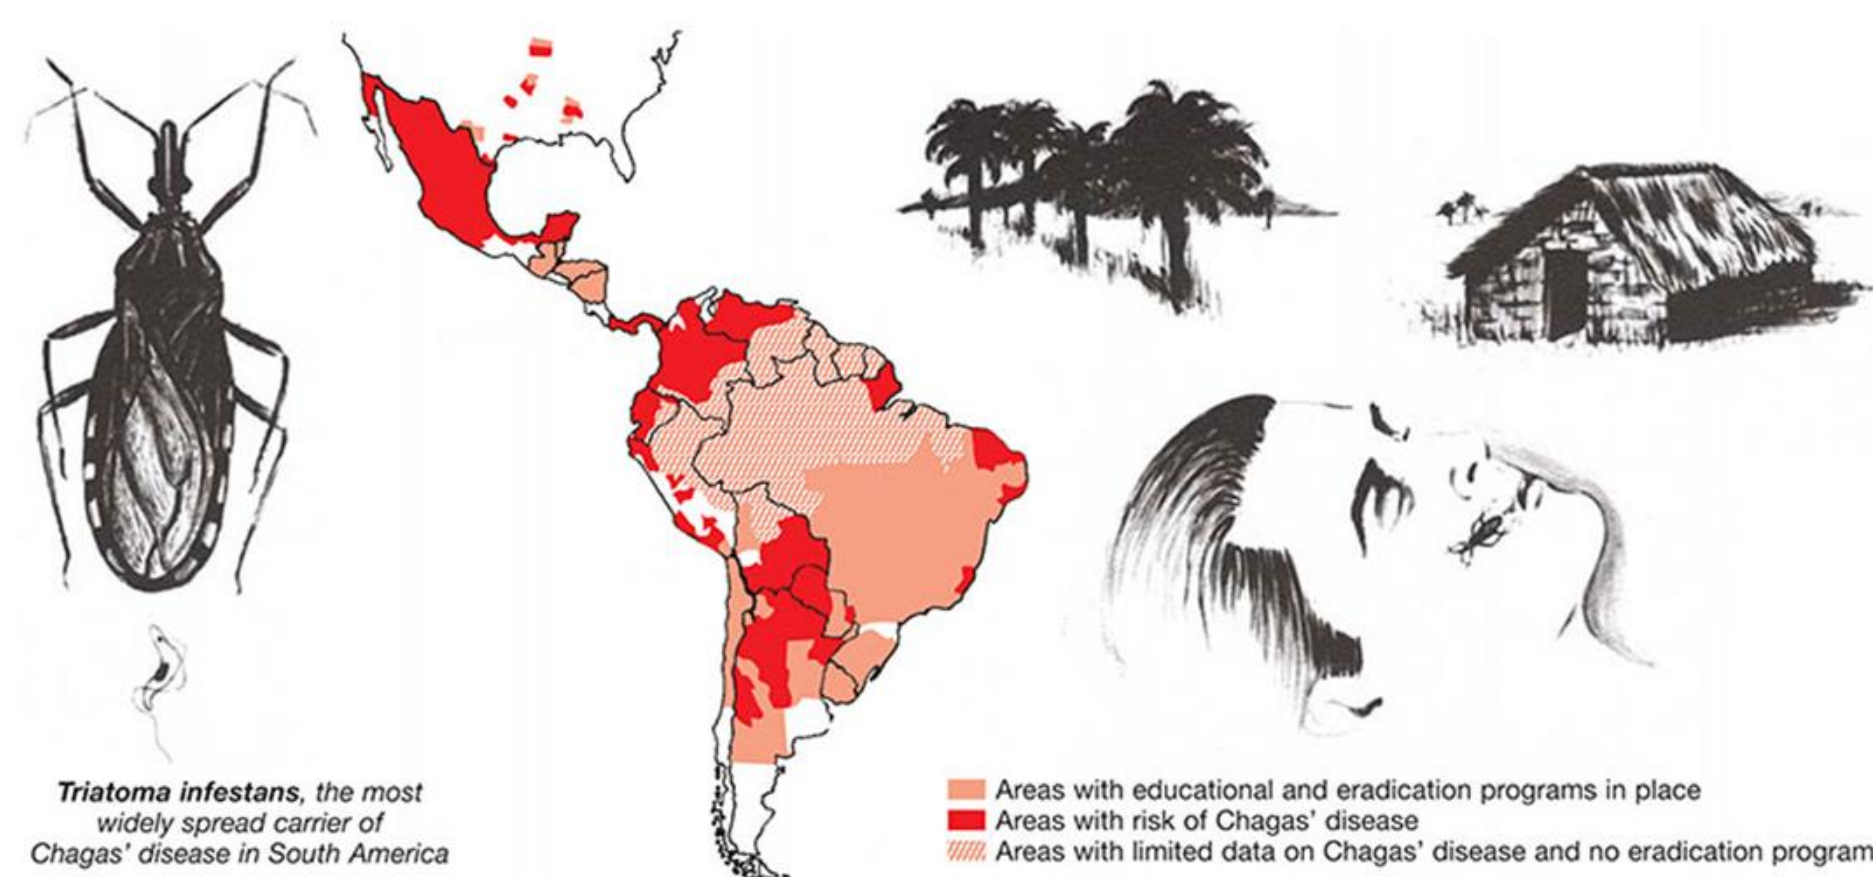 Triatoma infestans, the most
widely spread carrier of
Chagas' disease in South America
Areas with educational and eradication programs in place
Areas with risk of Chagas' disease
Areas with limited data on Chagas' disease and no eradication program